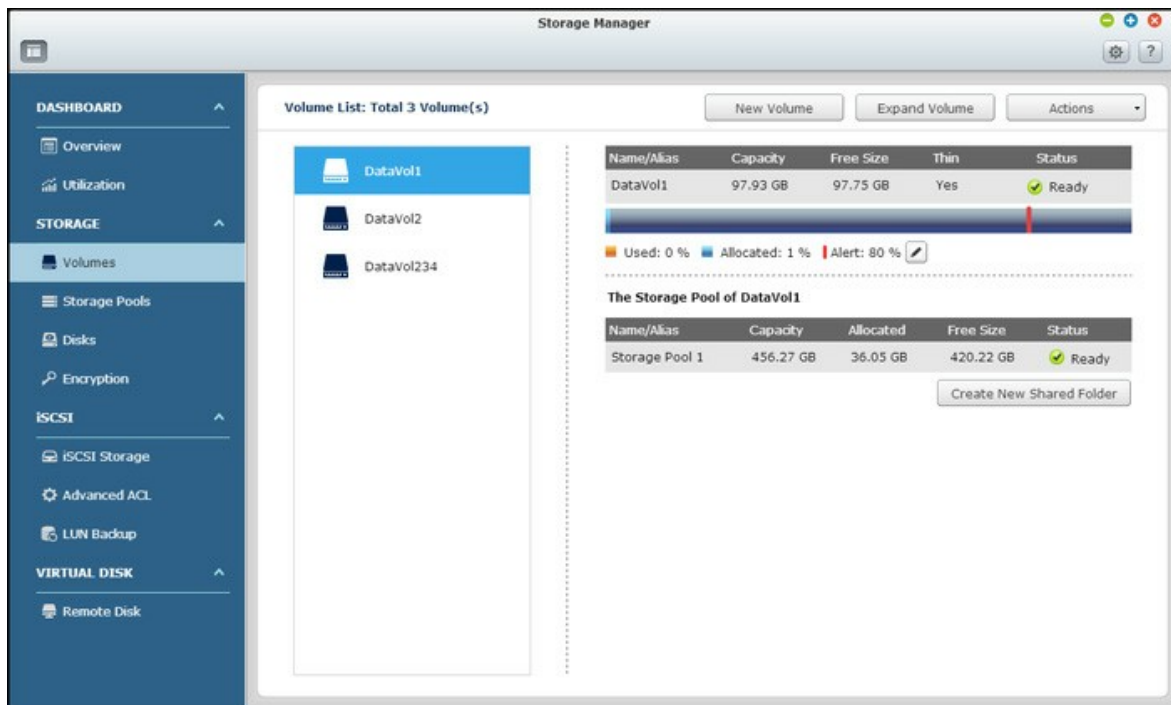 Storage Manager
?
DASHBOARD
Overview
Utilization
STORAGE
Volumes
Storage Pools
Disks
Encryption
iSCSI
iSCSI Storage
Advanced ACL
LUN Backup
VIRTUAL DISK
Remote Disk
Volume List: Total 3 Volume(s)
New Volume
Expand Volume
Actions
DataVol1
DataVol2
DataVol234
Name/Alias Capacity Free Size Thin Status
DataVol1 97.93 GB 97.75 GB Yes Ready
Used: 0 % Allocated: 1 % Alert: 80 %
The Storage Pool of DataVol1
Name/Alias Capacity Allocated Free Size Status
Storage Pool 1 456.27 GB 36.05 GB 420.22 GB Ready
Create New Shared Folder